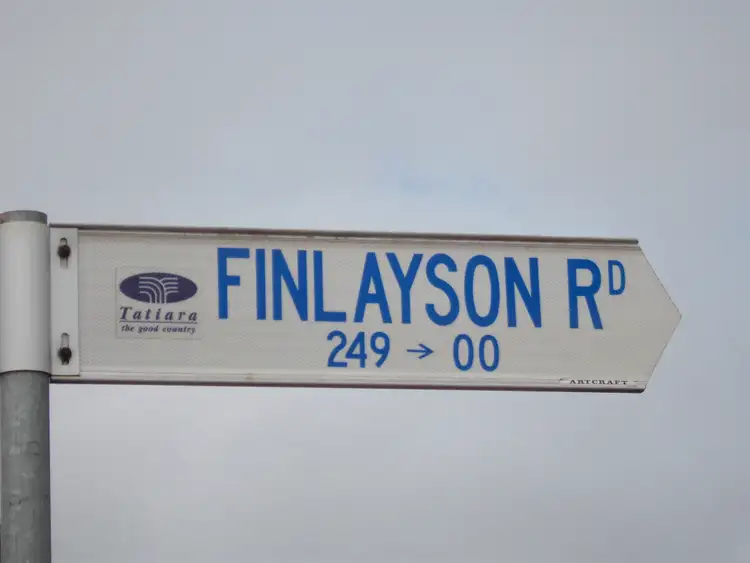 FINLAYSON RD
249 → 00
Tatiara
the good country
ARTCRAFT